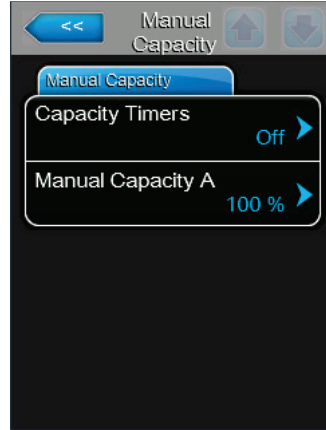 <<
Manual
Capacity
Manual Capacity
Capacity Timers
Off
Manual Capacity A
100 %